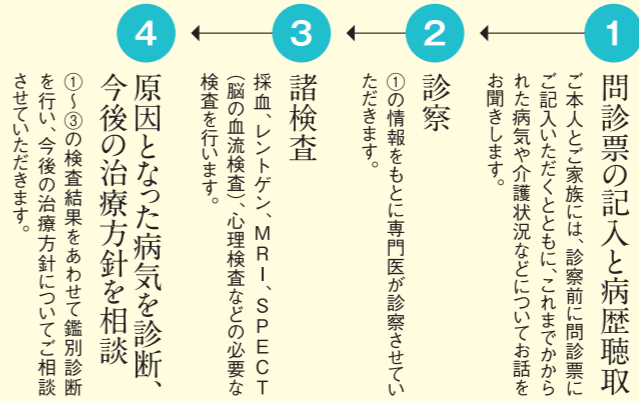 1
問診票の記入と病歴聴取
ご本人とご家族には、診察前に問診票に
ご記入いただくとともに、これまでかから
れた病気や介護状況などについてお話を
お聞きします。
2
診察
①の情報をもとに専門医が診察させてい
ただきます。
3
諸検査
採血、レントゲン、MRI、SPECT
（脳の血流検査）、心理検査などの必要な
検査を行います。
4
原因となった病気を診断、
今後の治療方針を相談
①～③の検査結果をあわせて鑑別診断
を行い、今後の治療方針についてご相談
させていただきます。